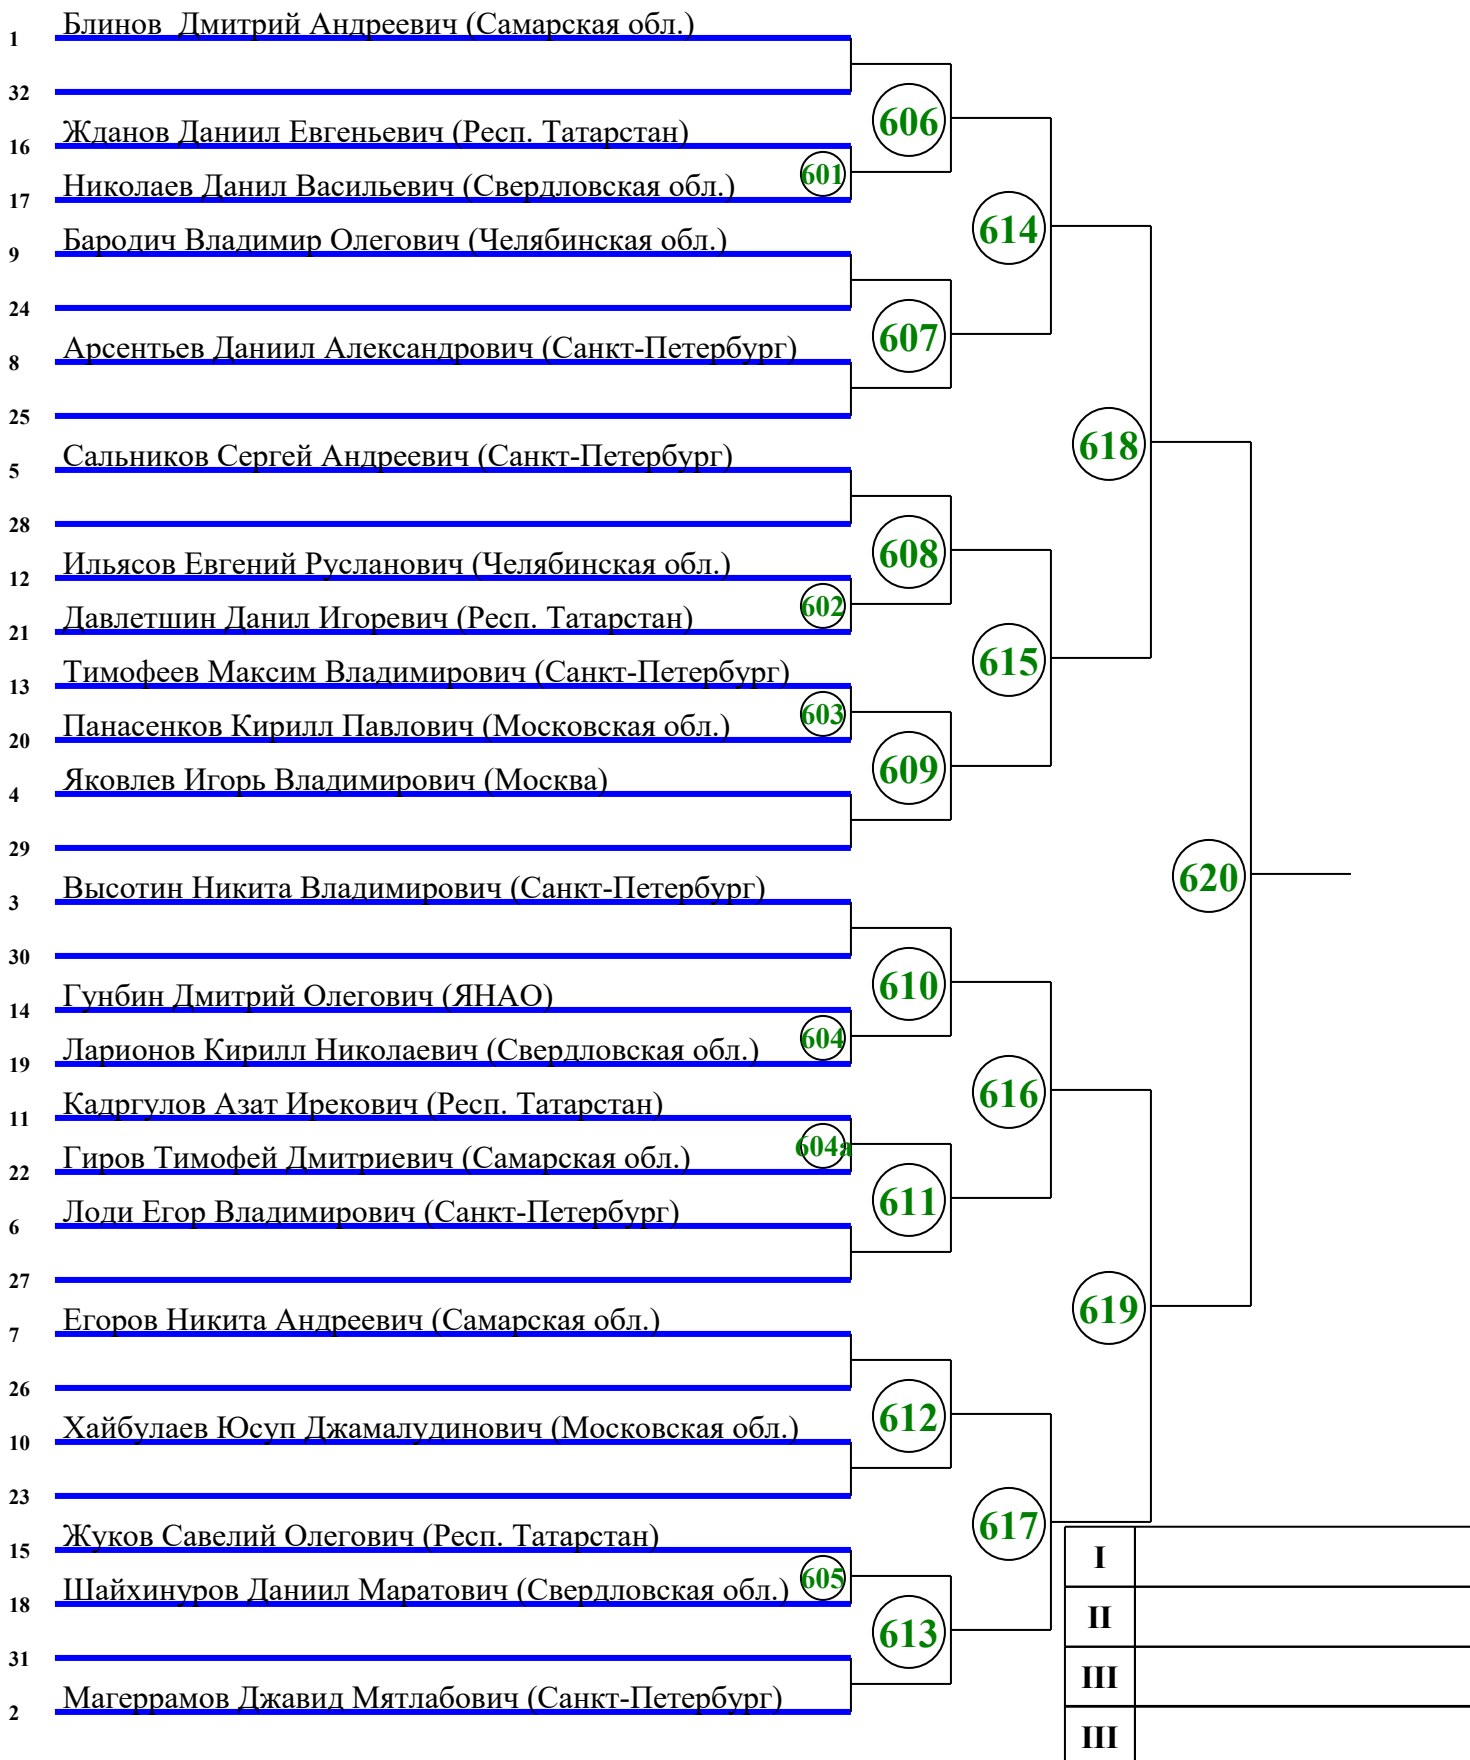 1 Блинов Дмитрий Андреевич (Самарская обл.)
32
606
16 Жданов Даниил Евгеньевич (Респ. Татарстан)
601
17 Николаев Данил Васильевич (Свердловская обл.)
614
9 Бародич Владимир Олегович (Челябинская обл.)
24
607
8 Арсентьев Даниил Александрович (Санкт-Петербург)
25
618
5 Сальников Сергей Андреевич (Санкт-Петербург)
28
608
12 Ильясов Евгений Русланович (Челябинская обл.)
602
21 Давлетшин Данил Игоревич (Респ. Татарстан)
615
13 Тимофеев Максим Владимирович (Санкт-Петербург)
603
20 Панасенков Кирилл Павлович (Московская обл.)
609
4 Яковлев Игорь Владимирович (Москва)
29
620
3 Высотин Никита Владимирович (Санкт-Петербург)
30
610
14 Гунбин Дмитрий Олегович (ЯНАО)
604
19 Ларионов Кирилл Николаевич (Свердловская обл.)
616
11 Кадргулов Азат Ирекович (Респ. Татарстан)
604а
22 Гиров Тимофей Дмитриевич (Самарская обл.)
611
6 Лоди Егор Владимирович (Санкт-Петербург)
27
619
7 Егоров Никита Андреевич (Самарская обл.)
26
612
10 Хайбулаев Юсуп Джамалудинович (Московская обл.)
23
617
15 Жуков Савелий Олегович (Респ. Татарстан)
I
605
18 Шайхинуров Даниил Маратович (Свердловская обл.)
II
613
31
III
2 Магеррамов Джавид Мятлабович (Санкт-Петербург)
III